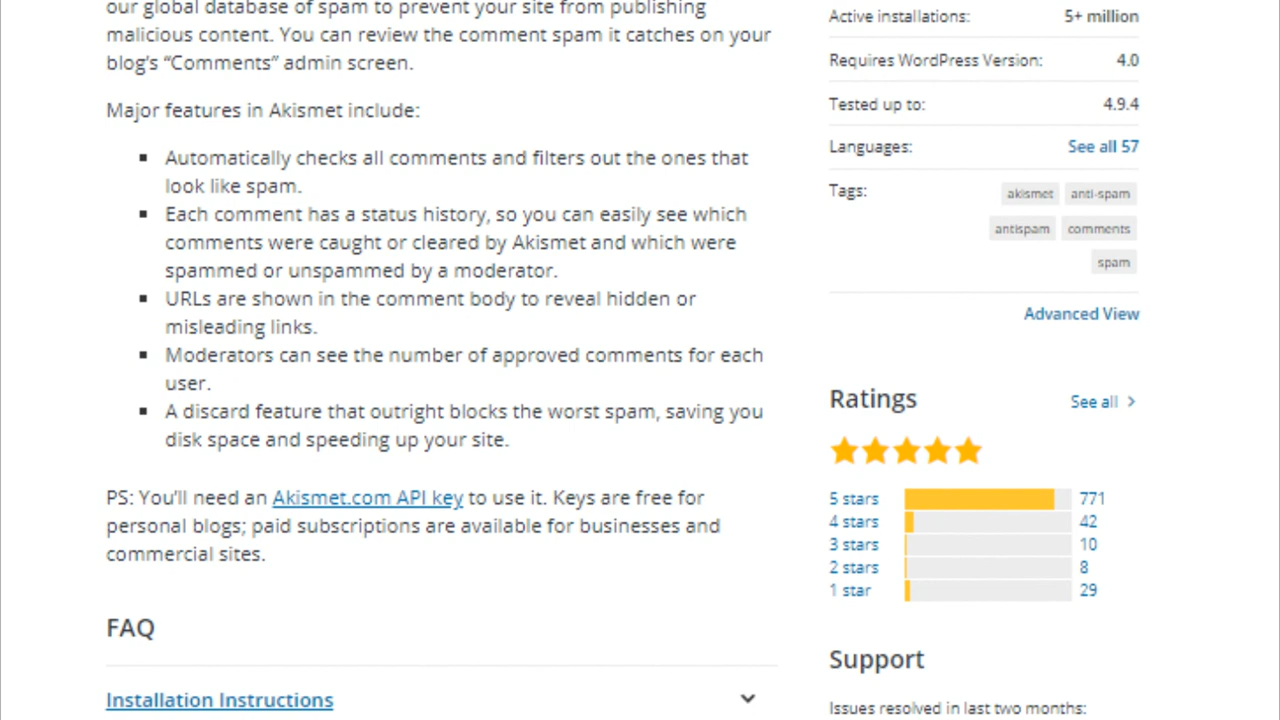 our global database of spam to prevent your site from publishing
malicious content. You can review the comment spam it catches on your
blog's “Comments” admin screen.
Major features in Akismet include:
Automatically checks all comments and filters out the ones that
look like spam.
Each comment has a status history, so you can easily see which
comments were caught or cleared by Akismet and which were
spammed or unspammed by a moderator.
URLs are shown in the comment body to reveal hidden or
misleading links.
Moderators can see the number of approved comments for each
user.
A discard feature that outright blocks the worst spam, saving you
disk space and speeding up your site.
PS: You'll need an Akismet.com API key to use it. Keys are free for
personal blogs; paid subscriptions are available for businesses and
commercial sites.
FAQ
Installation Instructions
Active installations: 5+ million
Requires WordPress Version: 4.0
Tested up to: 4.9.4
Languages: See all 57
Tags: akismet anti-spam
antispam comments
spam
Advanced View
Ratings See all
5 stars 771
4 stars 42
3 stars 10
2 stars 8
1 star 29
Support
Issues resolved in last two months: